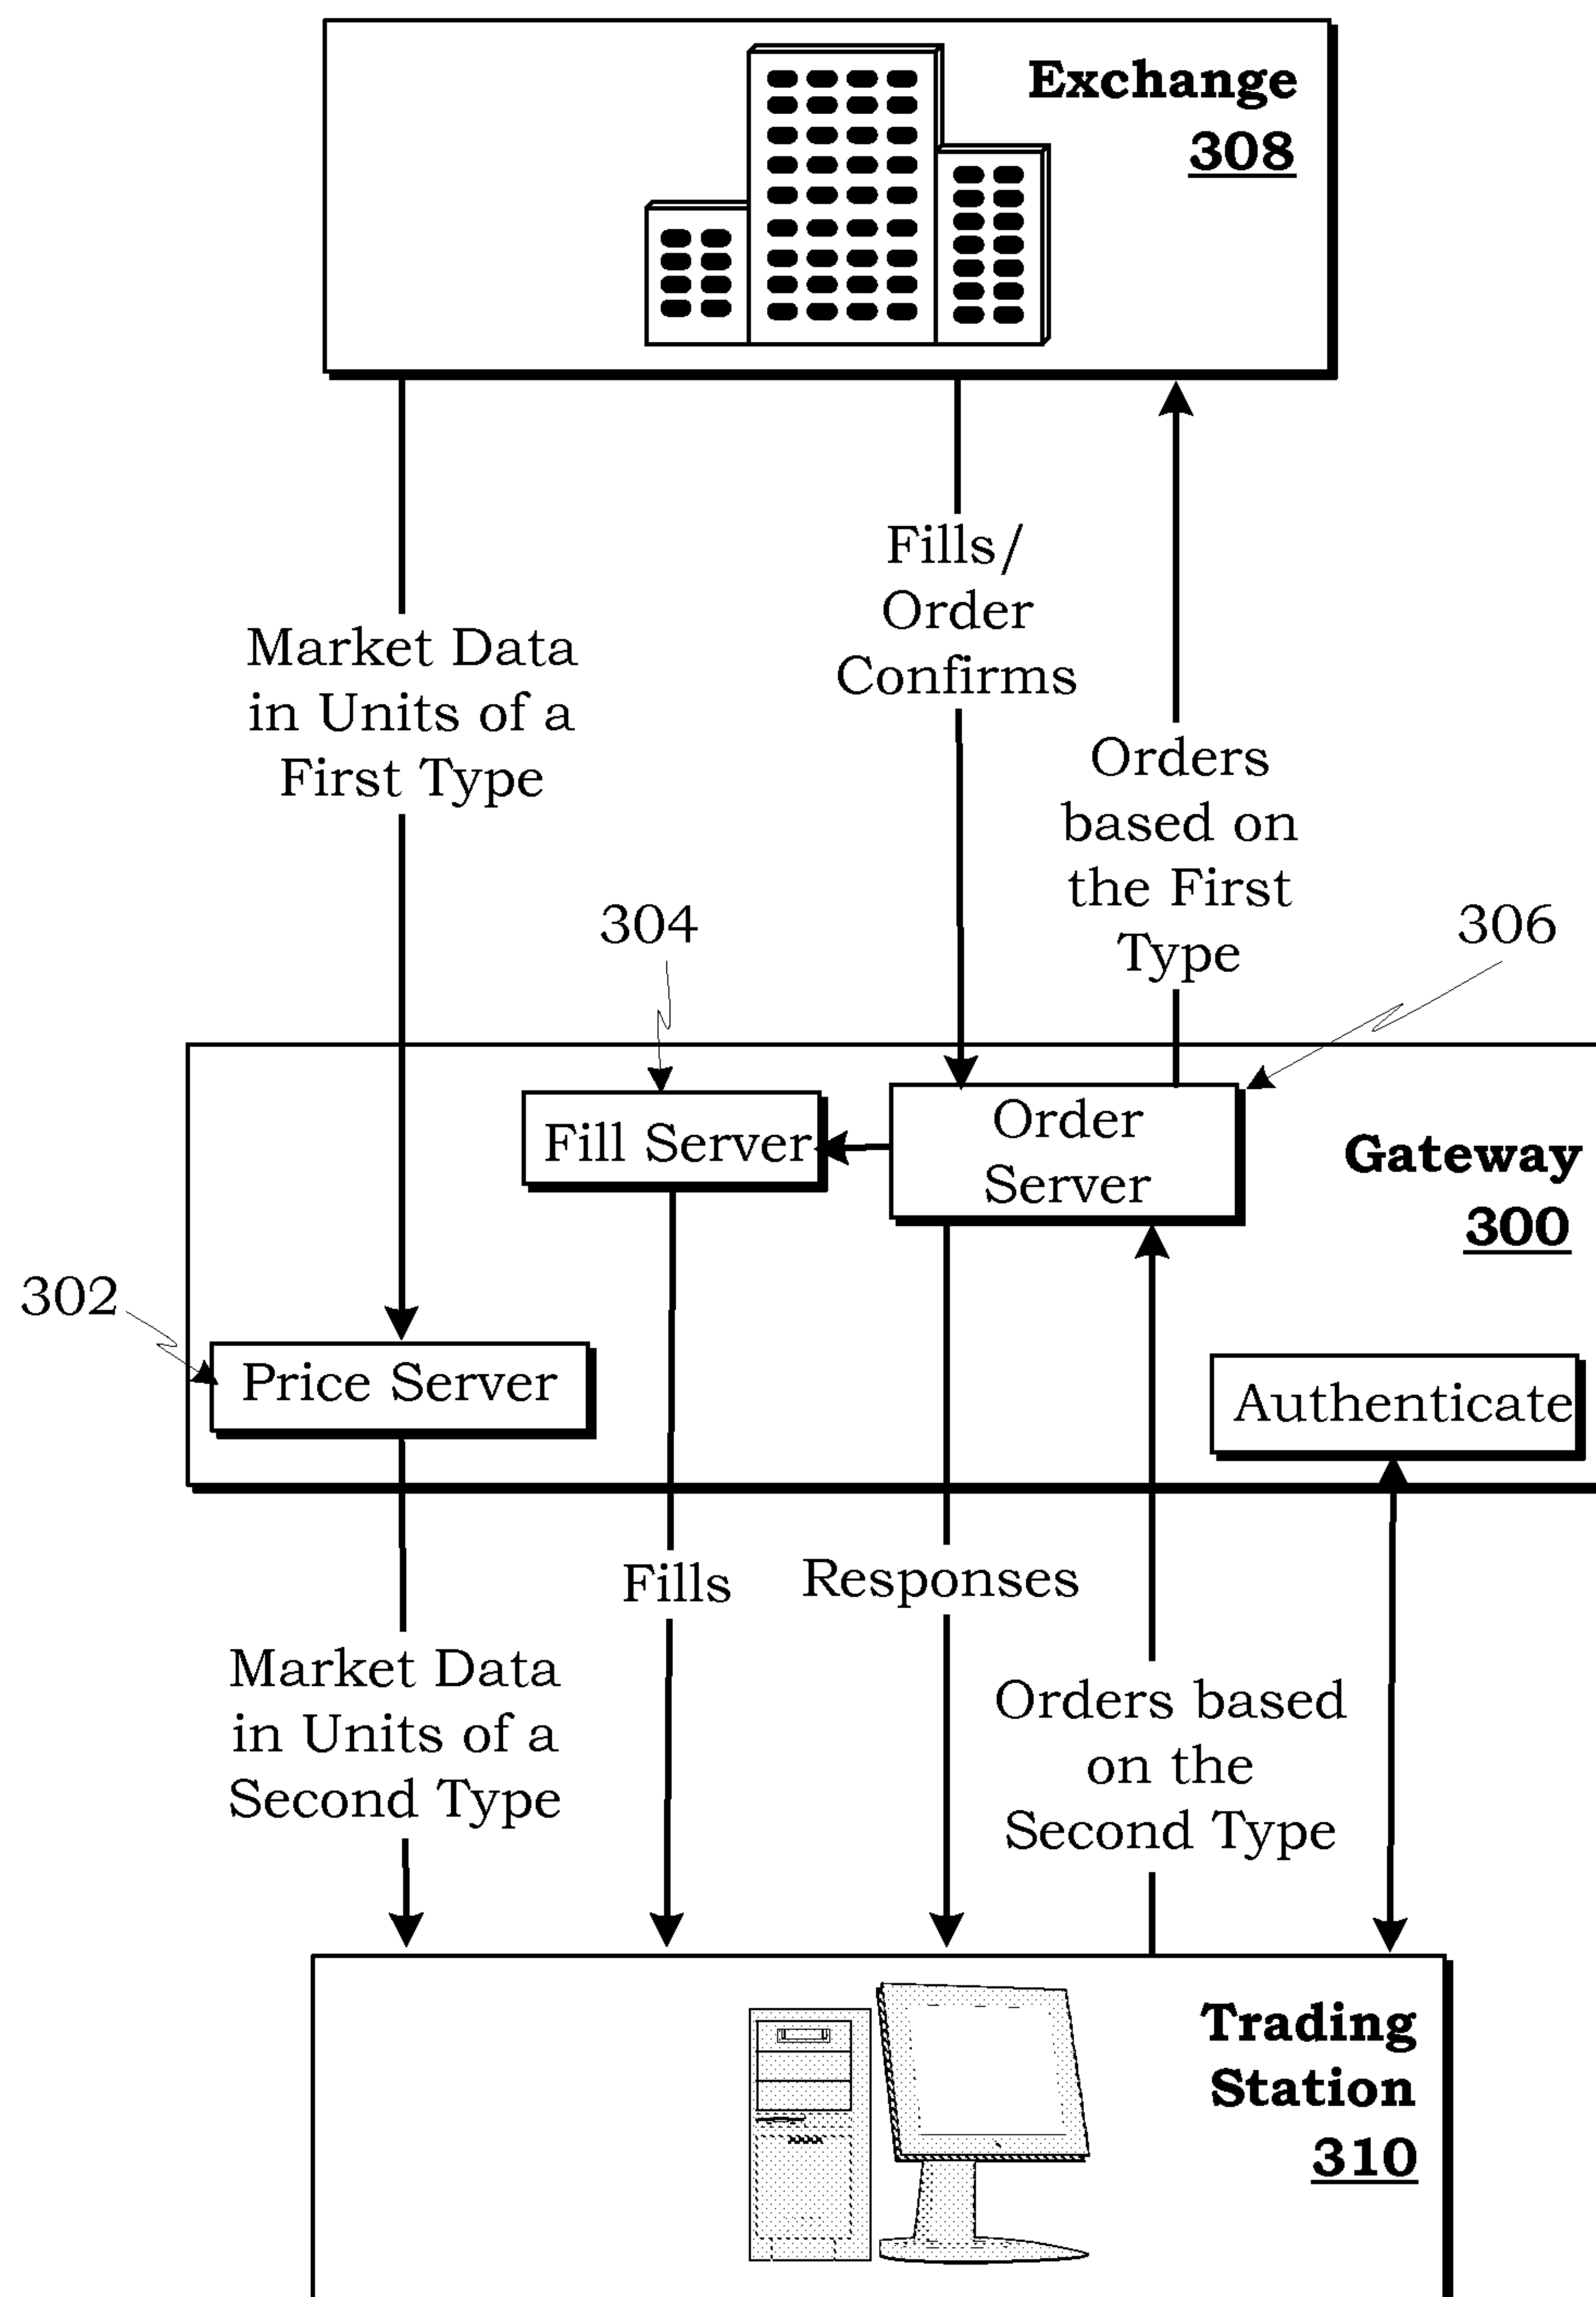 Exchange
308
Fills/
Order
Confirms
Market Data
in Units of a
First Type
Orders
based on
the First
Type
304
306
Fill Server
Order
Server
Gateway
300
302
Price Server
Authenticate
Fills
Responses
Market Data
in Units of a
Second Type
Orders based
on the
Second Type
Trading
Station
310